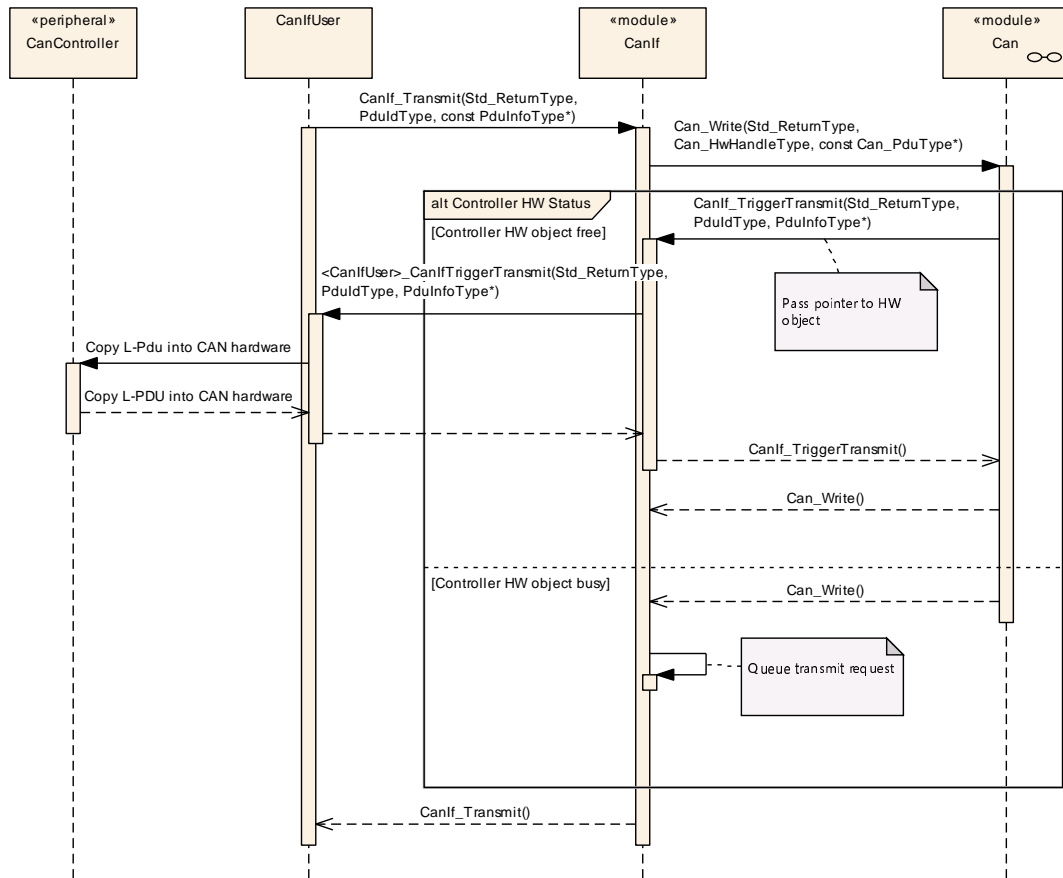 «peripheral»
CanController
CanIfUser
«module»
CanIf
«module»
Can
CanIf_Transmit(Std_ReturnType,
PduIdType, const PduInfoType*)
Can_Write(Std_ReturnType,
Can_HwHandleType, const Can_PduType*)
alt Controller HW Status
[Controller HW object free]
CanIf_TriggerTransmit(Std_ReturnType,
PduIdType, PduInfoType*)
<CanIfUser>_CanIfTriggerTransmit(Std_ReturnType,
PduIdType, PduInfoType*)
Pass pointer to HW
object
Copy L-Pdu into CAN hardware
Copy L-PDU into CAN hardware
CanIf_TriggerTransmit()
Can_Write()
[Controller HW object busy]
Can_Write()
Queue transmit request
CanIf_Transmit()